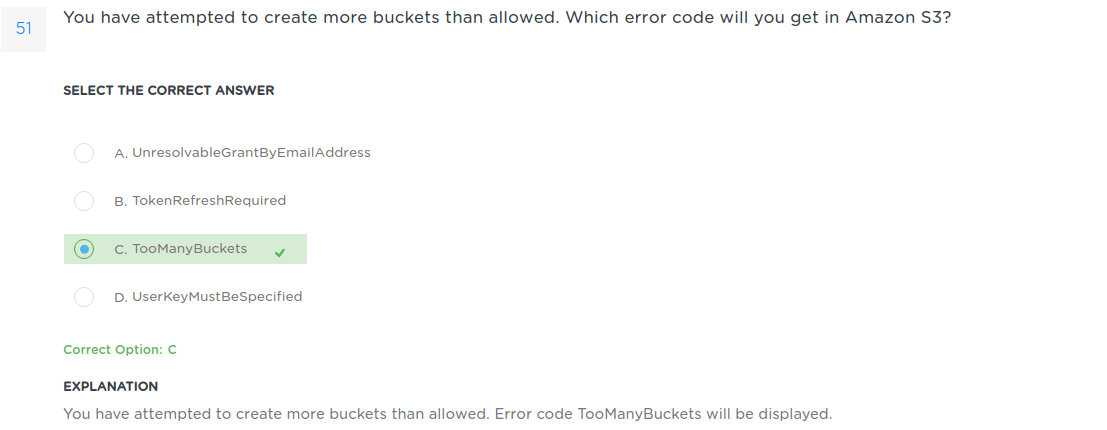 51
You have attempted to create more buckets than allowed. Which error code will you get in Amazon S3?
SELECT THE CORRECT ANSWER
A. UnresolvableGrantByEmailAddress
B. TokenRefreshRequired
C. TooManyBuckets
D. UserKeyMustBeSpecified
Correct Option: C
EXPLANATION
You have attempted to create more buckets than allowed. Error code TooManyBuckets will be displayed.